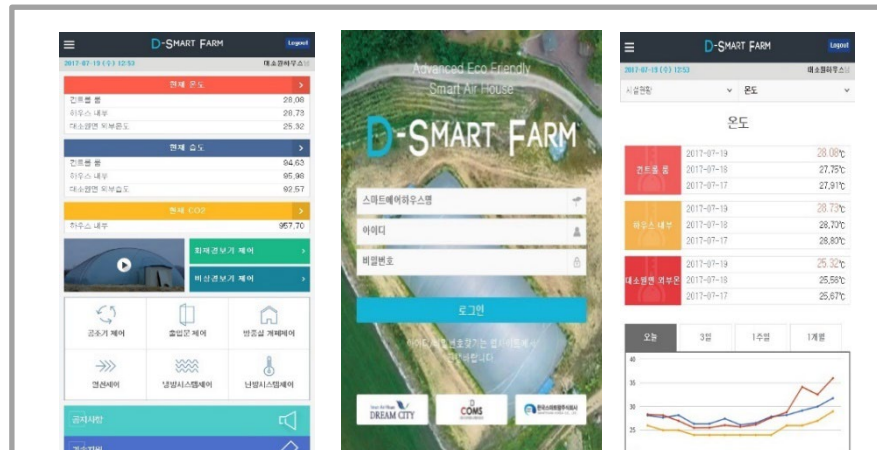 D-SMART FARM
Logout
2017-07-19 (수) 12:53
대소원하우스님
현재 온도
컨트롤 룸 28,08
하우스 내부 28,73
대소원면 외부온도 25,32
현재 습도
컨트롤 룸 94,63
하우스 내부 95,98
대소원면 외부습도 92,57
현재 CO2
하우스 내부 957,70
화재경보기 제어
비상경보기 제어
공조기 제어
출입문 제어
방풍실 개폐제어
냉방시스템제어
난방시스템제어
공지사항
Advanced Eco Friendly
Smart Air House
D-SMART FARM
스마트에어하우스명
아이디
비밀번호
로그인
DREAM CITY
COMS
D-SMART FARM
Logout
2017-07-19 (수) 12:53
대소원하우스님
시설현황
온도
온도
컨트롤 룸
2017-07-19 28.08℃
2017-07-18 27,75℃
2017-07-17 27,91℃
하우스 내부
2017-07-19 28.73℃
2017-07-18 28,70℃
2017-07-17 28,80℃
대소원면 외부온
2017-07-19 25.32℃
2017-07-18 25,56℃
2017-07-17 25,67℃
오늘
3일
1주일
1개월
40
35
30
25